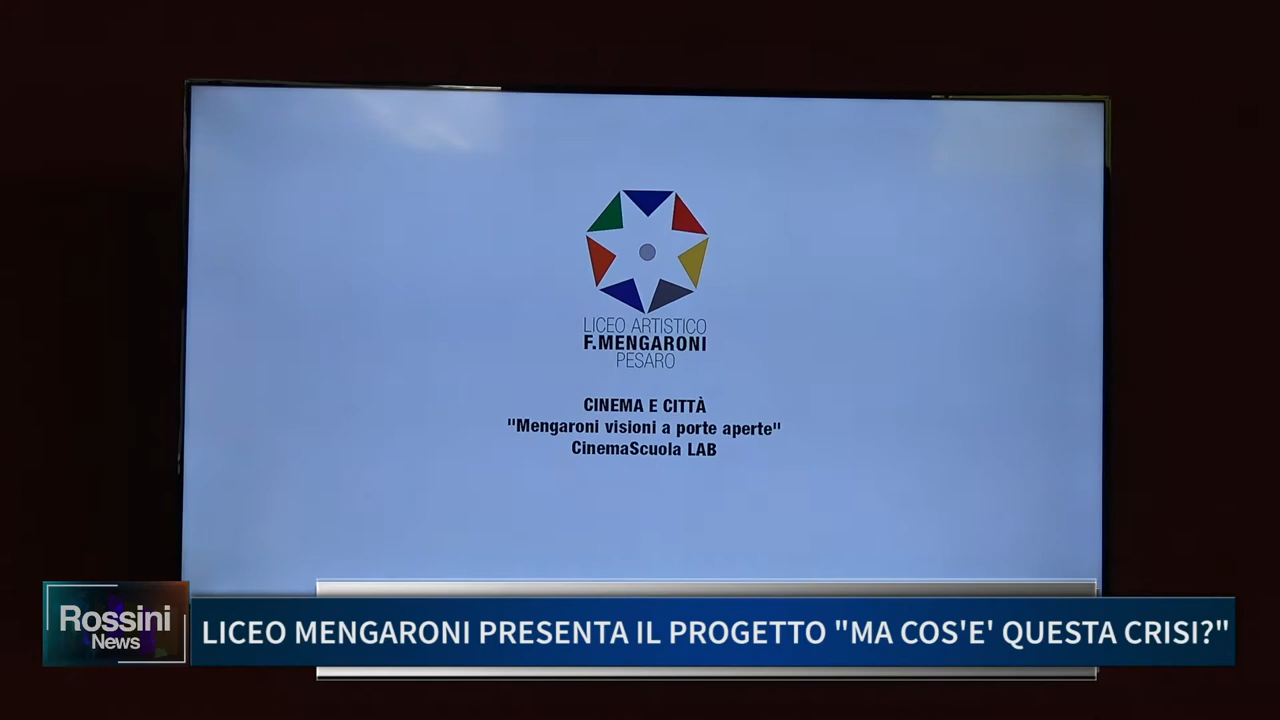 LICEO ARTISTICO
F.MENGARONI
PESARO
CINEMA E CITTÀ
"Mengaroni visioni a porte aperte"
CinemaScuola LAB
Rossini
News
LICEO MENGARONI PRESENTA IL PROGETTO "MA COS'E' QUESTA CRISI?"